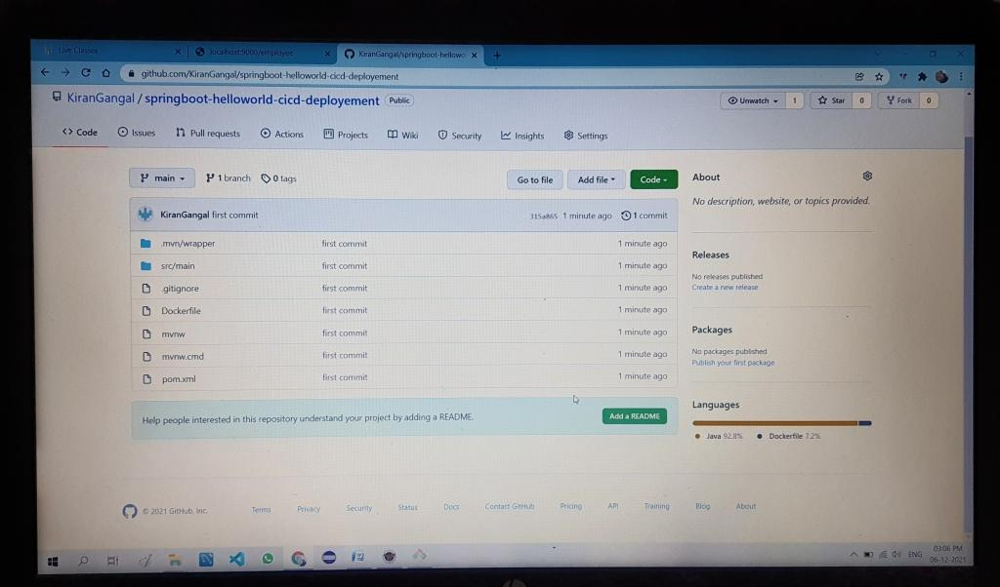 Live Classes
localhost:9000/employee
KiranGangal/springboot-hellowo
github.com/KiranGangal/springboot-helloworld-cicd-deployement
KiranGangal / springboot-helloworld-cicd-deployement Public
Unwatch 1 Star 0 Fork 0
Code Issues Pull requests Actions Projects Wiki Security Insights Settings
main 1 branch 0 tags Go to file Add file Code
About
No description, website, or topics provided.
KiranGangal first commit 315a865 1 minute ago 1 commit
.mvn/wrapper first commit 1 minute ago
src/main first commit 1 minute ago
.gitignore first commit 1 minute ago
Dockerfile first commit 1 minute ago
mvnw first commit 1 minute ago
mvnw.cmd first commit 1 minute ago
pom.xml first commit 1 minute ago
Help people interested in this repository understand your project by adding a README. Add a README
Releases
No releases published
Create a new release
Packages
No packages published
Publish your first package
Languages
Java 92.8% Dockerfile 7.2%
© 2021 GitHub, Inc. Terms Privacy Security Status Docs Contact GitHub Pricing API Training Blog About
ENG
03:06 PM
06-12-2021